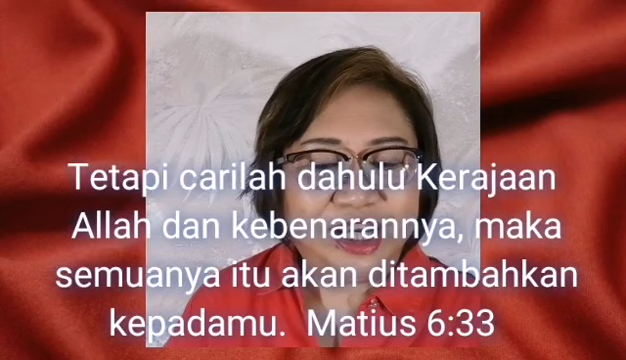 Tetapi carilah dahulu Kerajaan
Allah dan kebenarannya, maka
semuanya itu akan ditambahkan
kepadamu.  Matius 6:33